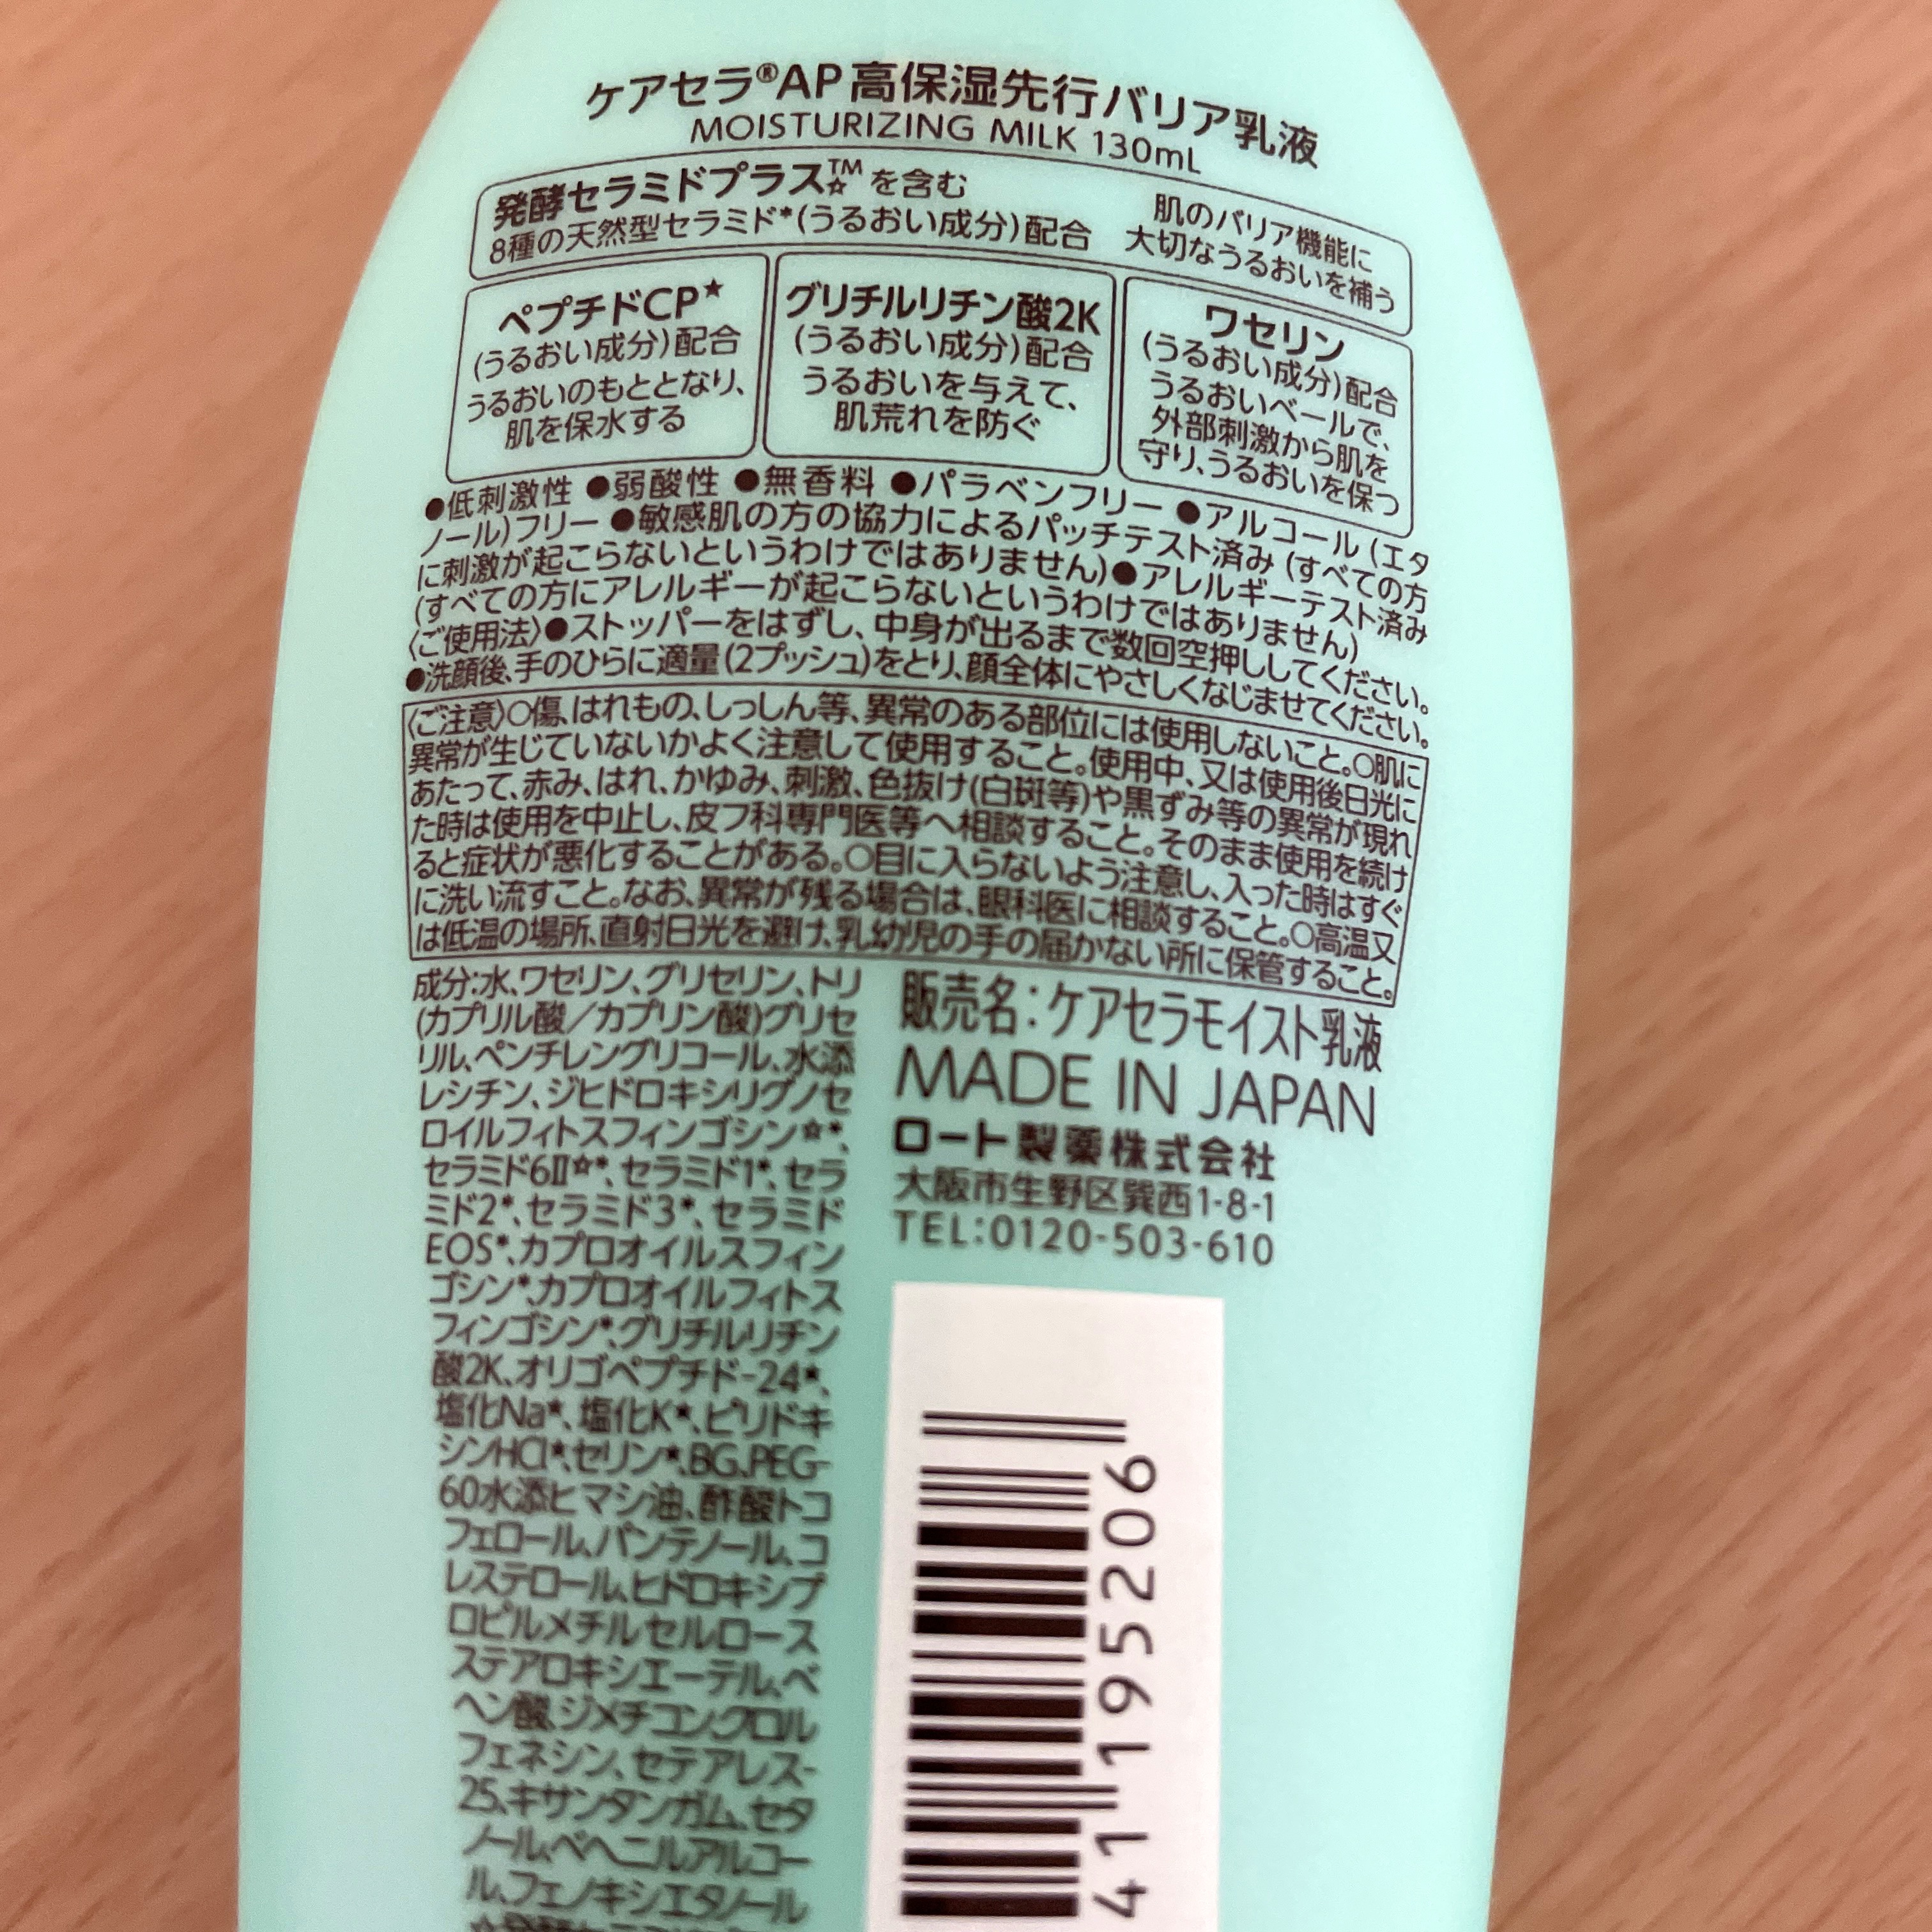 ケアセラ®AP高保湿先行バリア乳液
MOISTURIZING MILK 130mL
発酵セラミドプラス™☆を含む
8種の天然型セラミド*(うるおい成分)配合
肌のバリア機能に
大切なうるおいを補う
ペプチドCP★
(うるおい成分)配合
うるおいのもととなり、
肌を保水する
グリチルリチン酸2K
(うるおい成分)配合
うるおいを与えて、
肌荒れを防ぐ
ワセリン
(うるおい成分)配合
うるおいベールで、
外部刺激から肌を
守り、うるおいを保つ
●低刺激性 ●弱酸性 ●無香料 ●パラベンフリー ●アルコール(エタ
ノール)フリー ●敏感肌の方の協力によるパッチテスト済み(すべての方
に刺激が起こらないというわけではありません)●アレルギーテスト済み
(すべての方にアレルギーが起こらないというわけではありません)
〈ご使用法〉●ストッパーをはずし、中身が出るまで数回空押ししてください。
●洗顔後、手のひらに適量(2プッシュ)をとり、顔全体にやさしくなじませてください。
〈ご注意〉○傷、はれもの、しっしん等、異常のある部位には使用しないこと。○肌に
異常が生じていないかよく注意して使用すること。使用中、又は使用後日光に
あたって、赤み、はれ、かゆみ、刺激、色抜け(白斑等)や黒ずみ等の異常が現れ
た時は使用を中止し、皮フ科専門医等へ相談すること。そのまま使用を続け
ると症状が悪化することがある。○目に入らないよう注意し、入った時はすぐ
に洗い流すこと。なお、異常が残る場合は、眼科医に相談すること。○高温又
は低温の場所、直射日光を避け、乳幼児の手の届かない所に保管すること。
成分:水、ワセリン、グリセリン、トリ
(カプリル酸/カプリン酸)グリセ
リル、ペンチレングリコール、水添
レシチン、ジヒドロキシリグノセ
ロイルフィトスフィンゴシン☆*、
セラミド6Ⅱ☆*、セラミド1*、セラ
ミド2*、セラミド3*、セラミド
EOS*、カプロオイルスフィン
ゴシン*、カプロオイルフィトス
フィンゴシン*、グリチルリチン
酸2K、オリゴペプチド-24★、
塩化Na★、塩化K★、ピリドキ
シンHCl★、セリン★、BG、PEG-
60水添ヒマシ油、酢酸トコ
フェロール、パンテノール、コ
レステロール、ヒドロキシプ
ロピルメチルセルロース
ステアロキシエーテル、ベ
ヘン酸、ジメチコン、クロル
フェネシン、セテアレス-
25、キサンタンガム、セタ
ノール、ベヘニルアルコー
ル、フェノキシエタノール
販売名:ケアセラモイスト乳液
MADE IN JAPAN
ロート製薬株式会社
大阪市生野区巽西1-8-1
TEL:0120-503-610
41195206